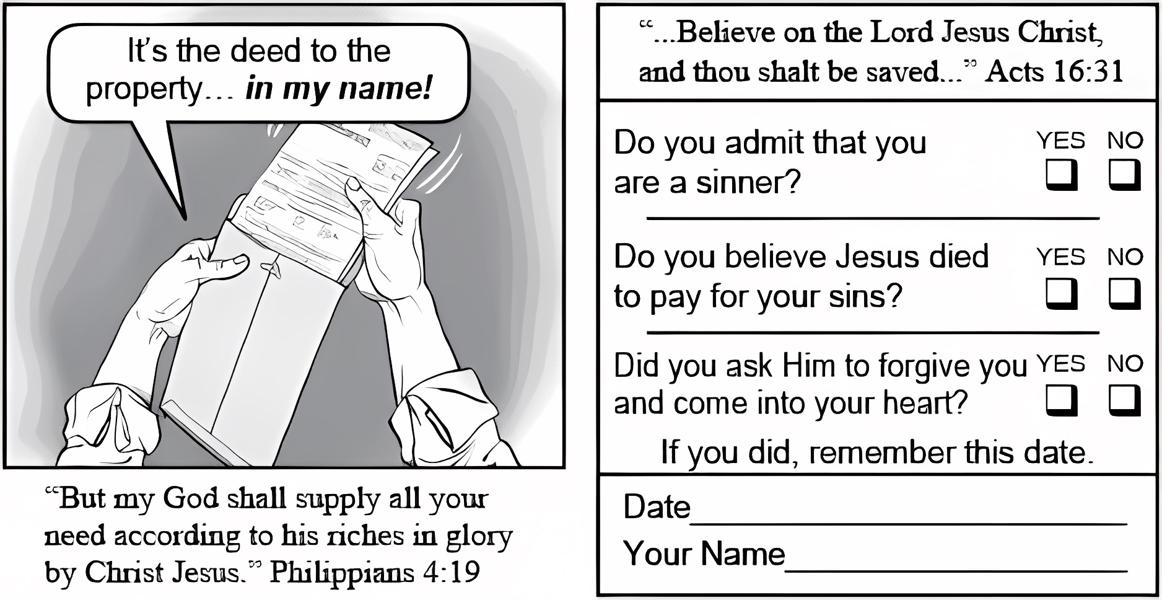 It's the deed to the
property... in my name!
"But my God shall supply all your
need according to his riches in glory
by Christ Jesus." Philippians 4:19
"...Believe on the Lord Jesus Christ,
and thou shalt be saved..." Acts 16:31
Do you admit that you
are a sinner?
YES NO
Do you believe Jesus died
to pay for your sins?
YES NO
Did you ask Him to forgive you
and come into your heart?
YES NO
If you did, remember this date.
Date
Your Name